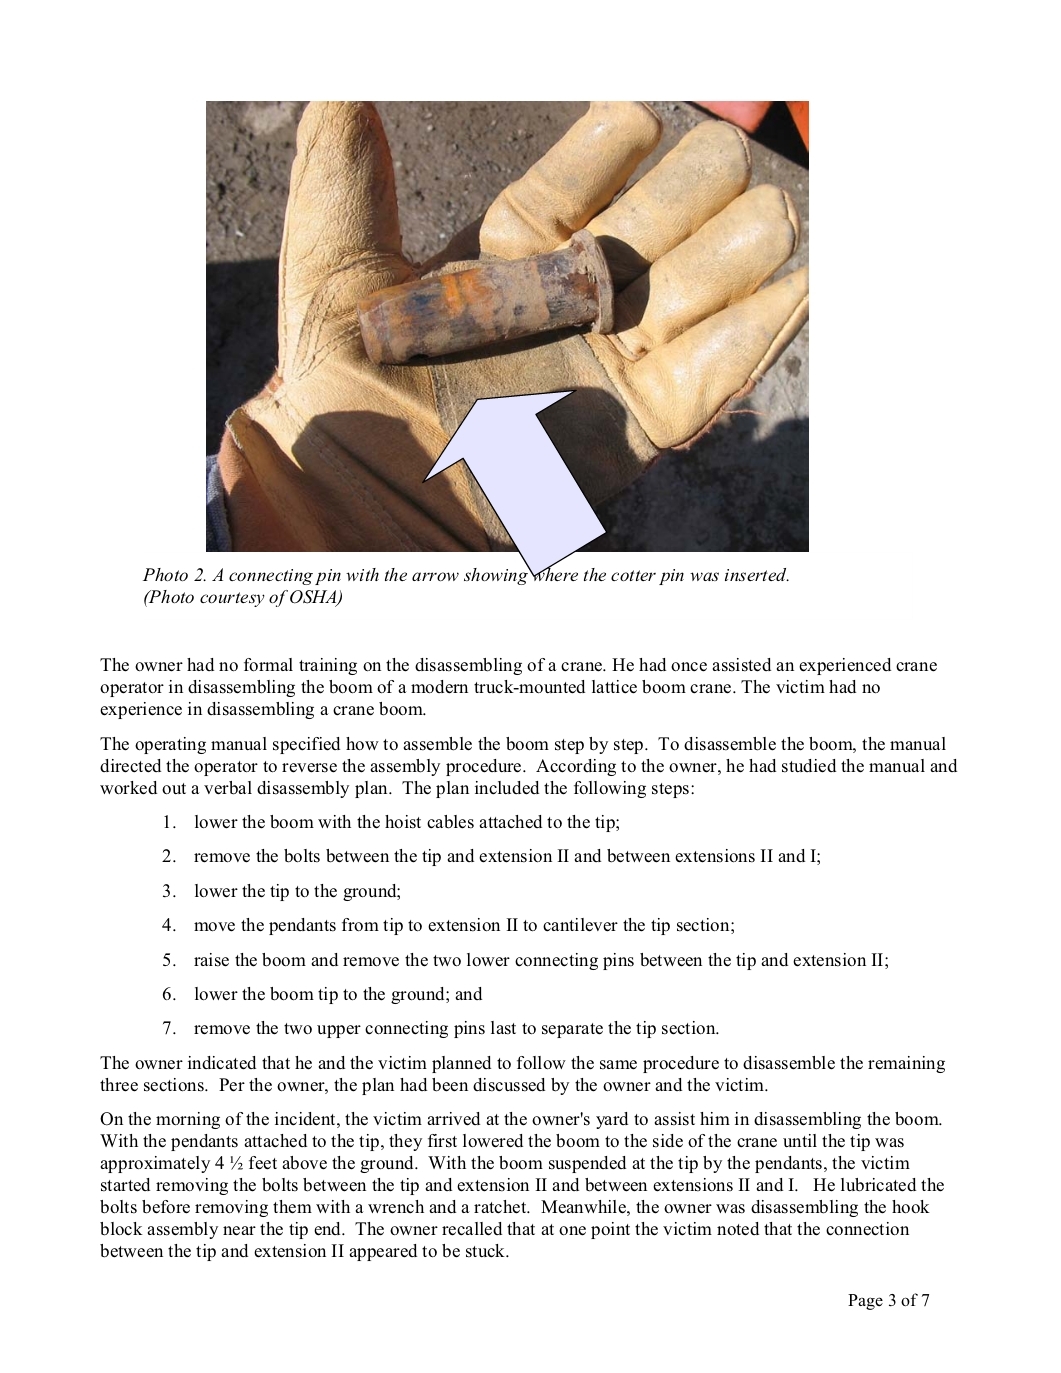 Photo 2. A connecting pin with the arrow showing where the cotter pin was inserted.
(Photo courtesy of OSHA)
The owner had no formal training on the disassembling of a crane. He had once assisted an experienced crane
operator in disassembling the boom of a modern truck-mounted lattice boom crane. The victim had no
experience in disassembling a crane boom.
The operating manual specified how to assemble the boom step by step.  To disassemble the boom, the manual
directed the operator to reverse the assembly procedure.  According to the owner, he had studied the manual and
worked out a verbal disassembly plan.  The plan included the following steps:
1. lower the boom with the hoist cables attached to the tip;
2. remove the bolts between the tip and extension II and between extensions II and I;
3. lower the tip to the ground;
4. move the pendants from tip to extension II to cantilever the tip section;
5. raise the boom and remove the two lower connecting pins between the tip and extension II;
6. lower the boom tip to the ground; and
7. remove the two upper connecting pins last to separate the tip section.
The owner indicated that he and the victim planned to follow the same procedure to disassemble the remaining
three sections.  Per the owner, the plan had been discussed by the owner and the victim.
On the morning of the incident, the victim arrived at the owner's yard to assist him in disassembling the boom.
With the pendants attached to the tip, they first lowered the boom to the side of the crane until the tip was
approximately 4 ½ feet above the ground.  With the boom suspended at the tip by the pendants, the victim
started removing the bolts between the tip and extension II and between extensions II and I.   He lubricated the
bolts before removing them with a wrench and a ratchet.  Meanwhile, the owner was disassembling the hook
block assembly near the tip end.  The owner recalled that at one point the victim noted that the connection
between the tip and extension II appeared to be stuck.
Page 3 of 7